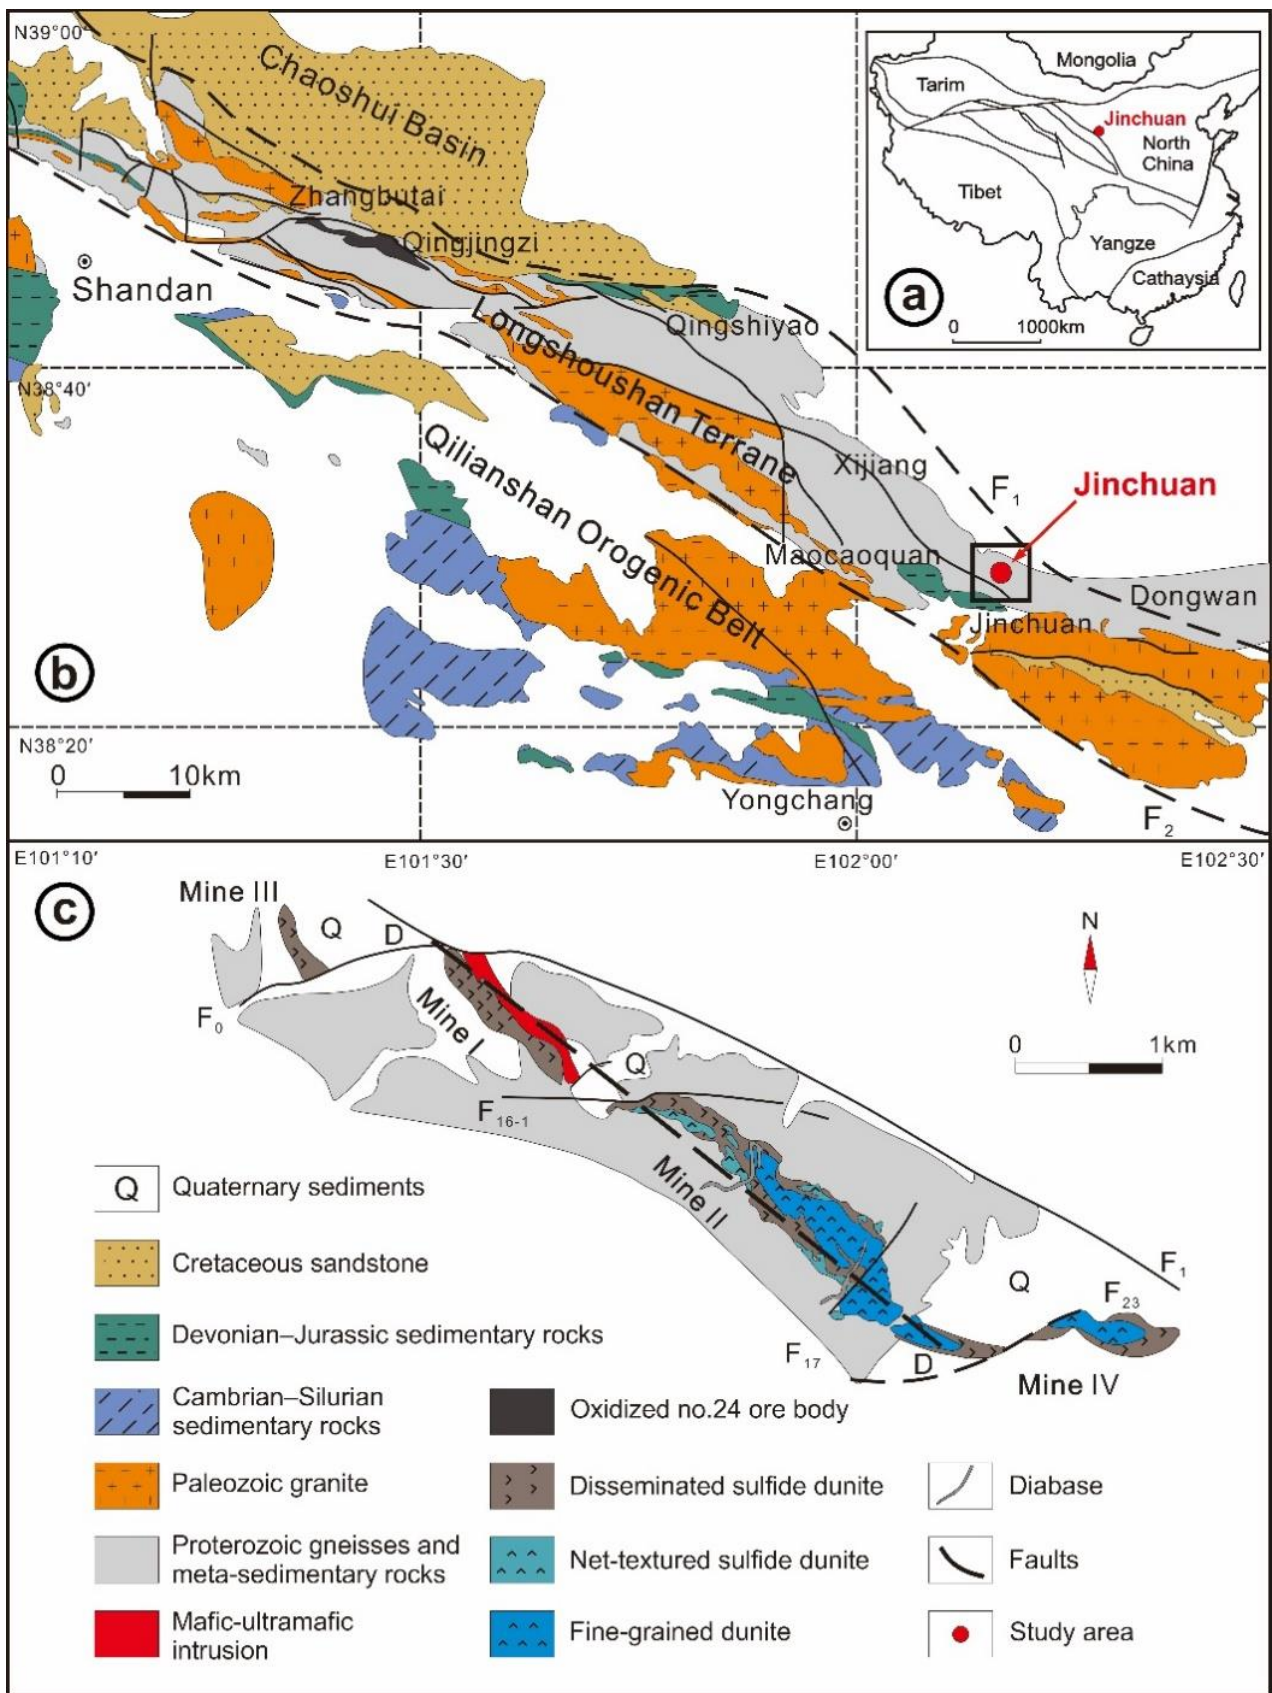 N39°00′
Chaoshui Basin
Zhangbutai
Qingjingzi
Shandan
N38°40′
Longshoushan Terrane
Qingshiyao
Qilianshan Orogenic Belt
Xijiang
F1
Jinchuan
Maocaoquan
Dongwan
Jinchuan
b
N38°20′
0 10km
Yongchang
F2
E101°10′ E101°30′ E102°00′ E102°30′
Mongolia
Tarim
Jinchuan
North
China
Tibet
Yangze
Cathaysia
a
0 1000km
c
Mine III
Q
D
F0
Mine I
Q
F16-1
Mine II
N
0 1km
Q
F1
F23
F17
D
Mine IV
Q Quaternary sediments
Cretaceous sandstone
Devonian–Jurassic sedimentary rocks
Cambrian–Silurian
sedimentary rocks
Paleozoic granite
Proterozoic gneisses and
meta-sedimentary rocks
Mafic-ultramafic
intrusion
Oxidized no.24 ore body
Disseminated sulfide dunite
Net-textured sulfide dunite
Fine-grained dunite
Diabase
Faults
Study area